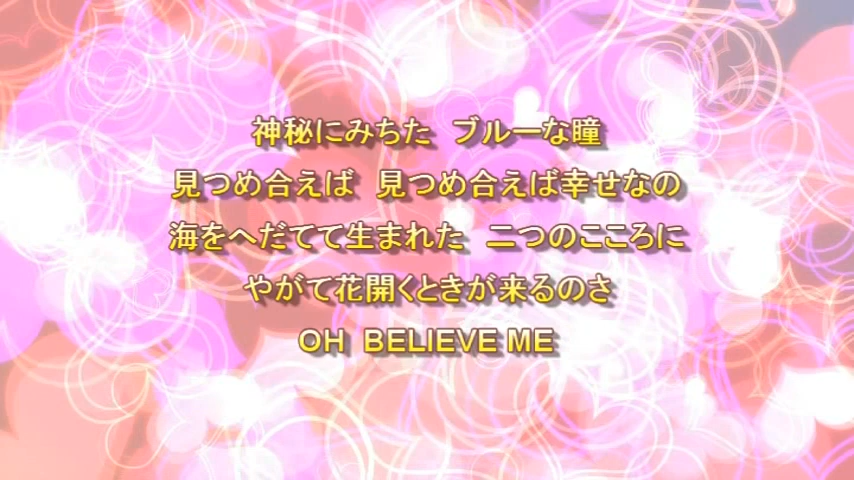 神秘にみちた　ブルーな瞳
見つめ合えば　見つめ合えば幸せなの
海をへだてて生まれた　二つのこころに
やがて花開くときが来るのさ
OH　BELIEVE ME